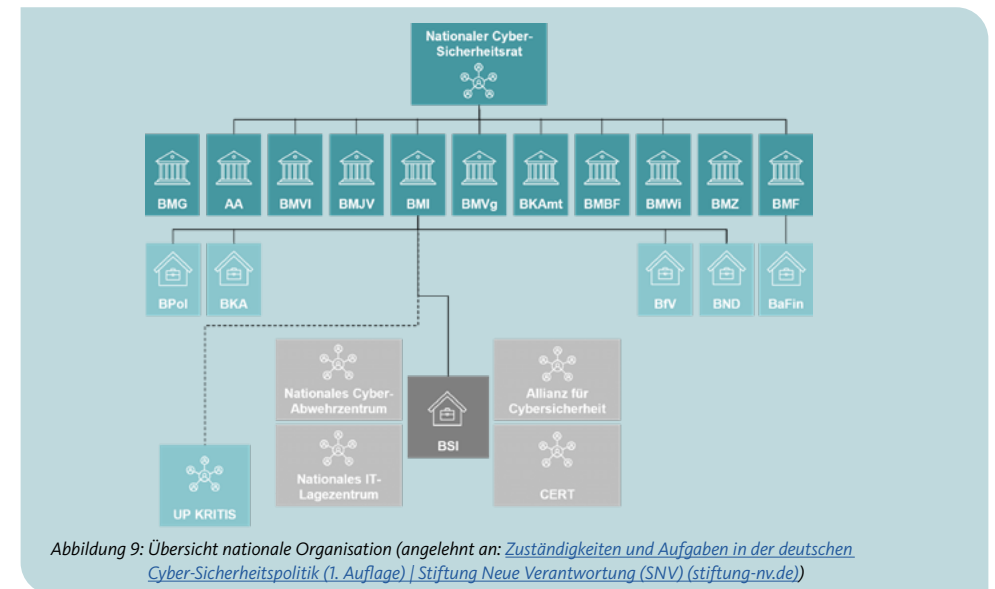 Nationaler Cyber-
Sicherheitsrat
BMG AA BMVI BMJV BMI BMVg BKAmt BMBF BMWi BMZ BMF
BPol BKA BfV BND BaFin
Nationales Cyber-
Abwehrzentrum
Allianz für
Cybersicherheit
BSI
Nationales IT-
Lagezentrum
CERT
UP KRITIS
Abbildung 9: Übersicht nationale Organisation (angelehnt an: Zuständigkeiten und Aufgaben in der deutschen
Cyber-Sicherheitspolitik (1. Auflage) | Stiftung Neue Verantwortung (SNV) (stiftung-nv.de))